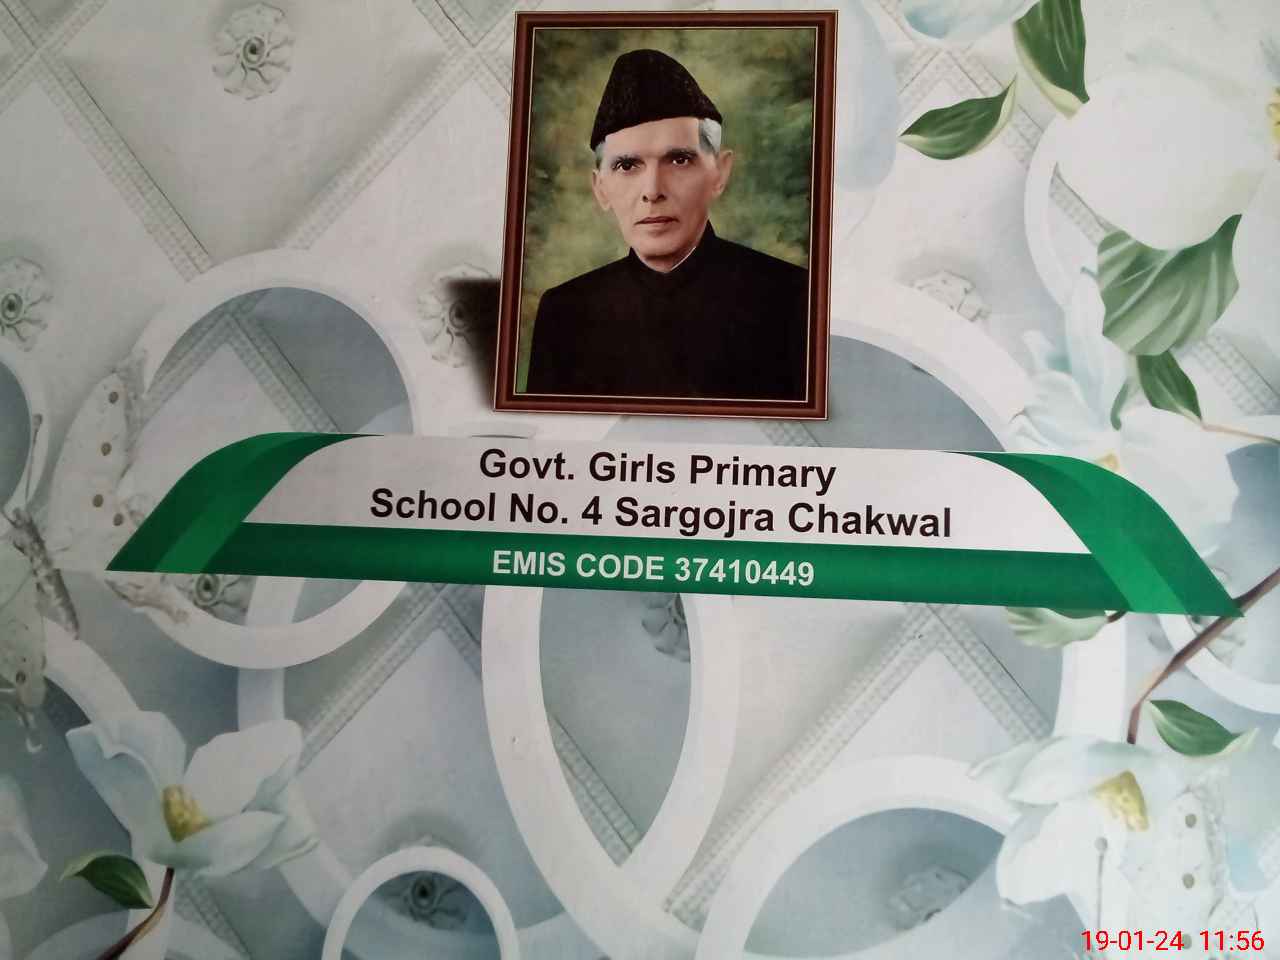 Govt. Girls Primary
School No. 4 Sargojra Chakwal
EMIS CODE 37410449
19-01-24 11:56